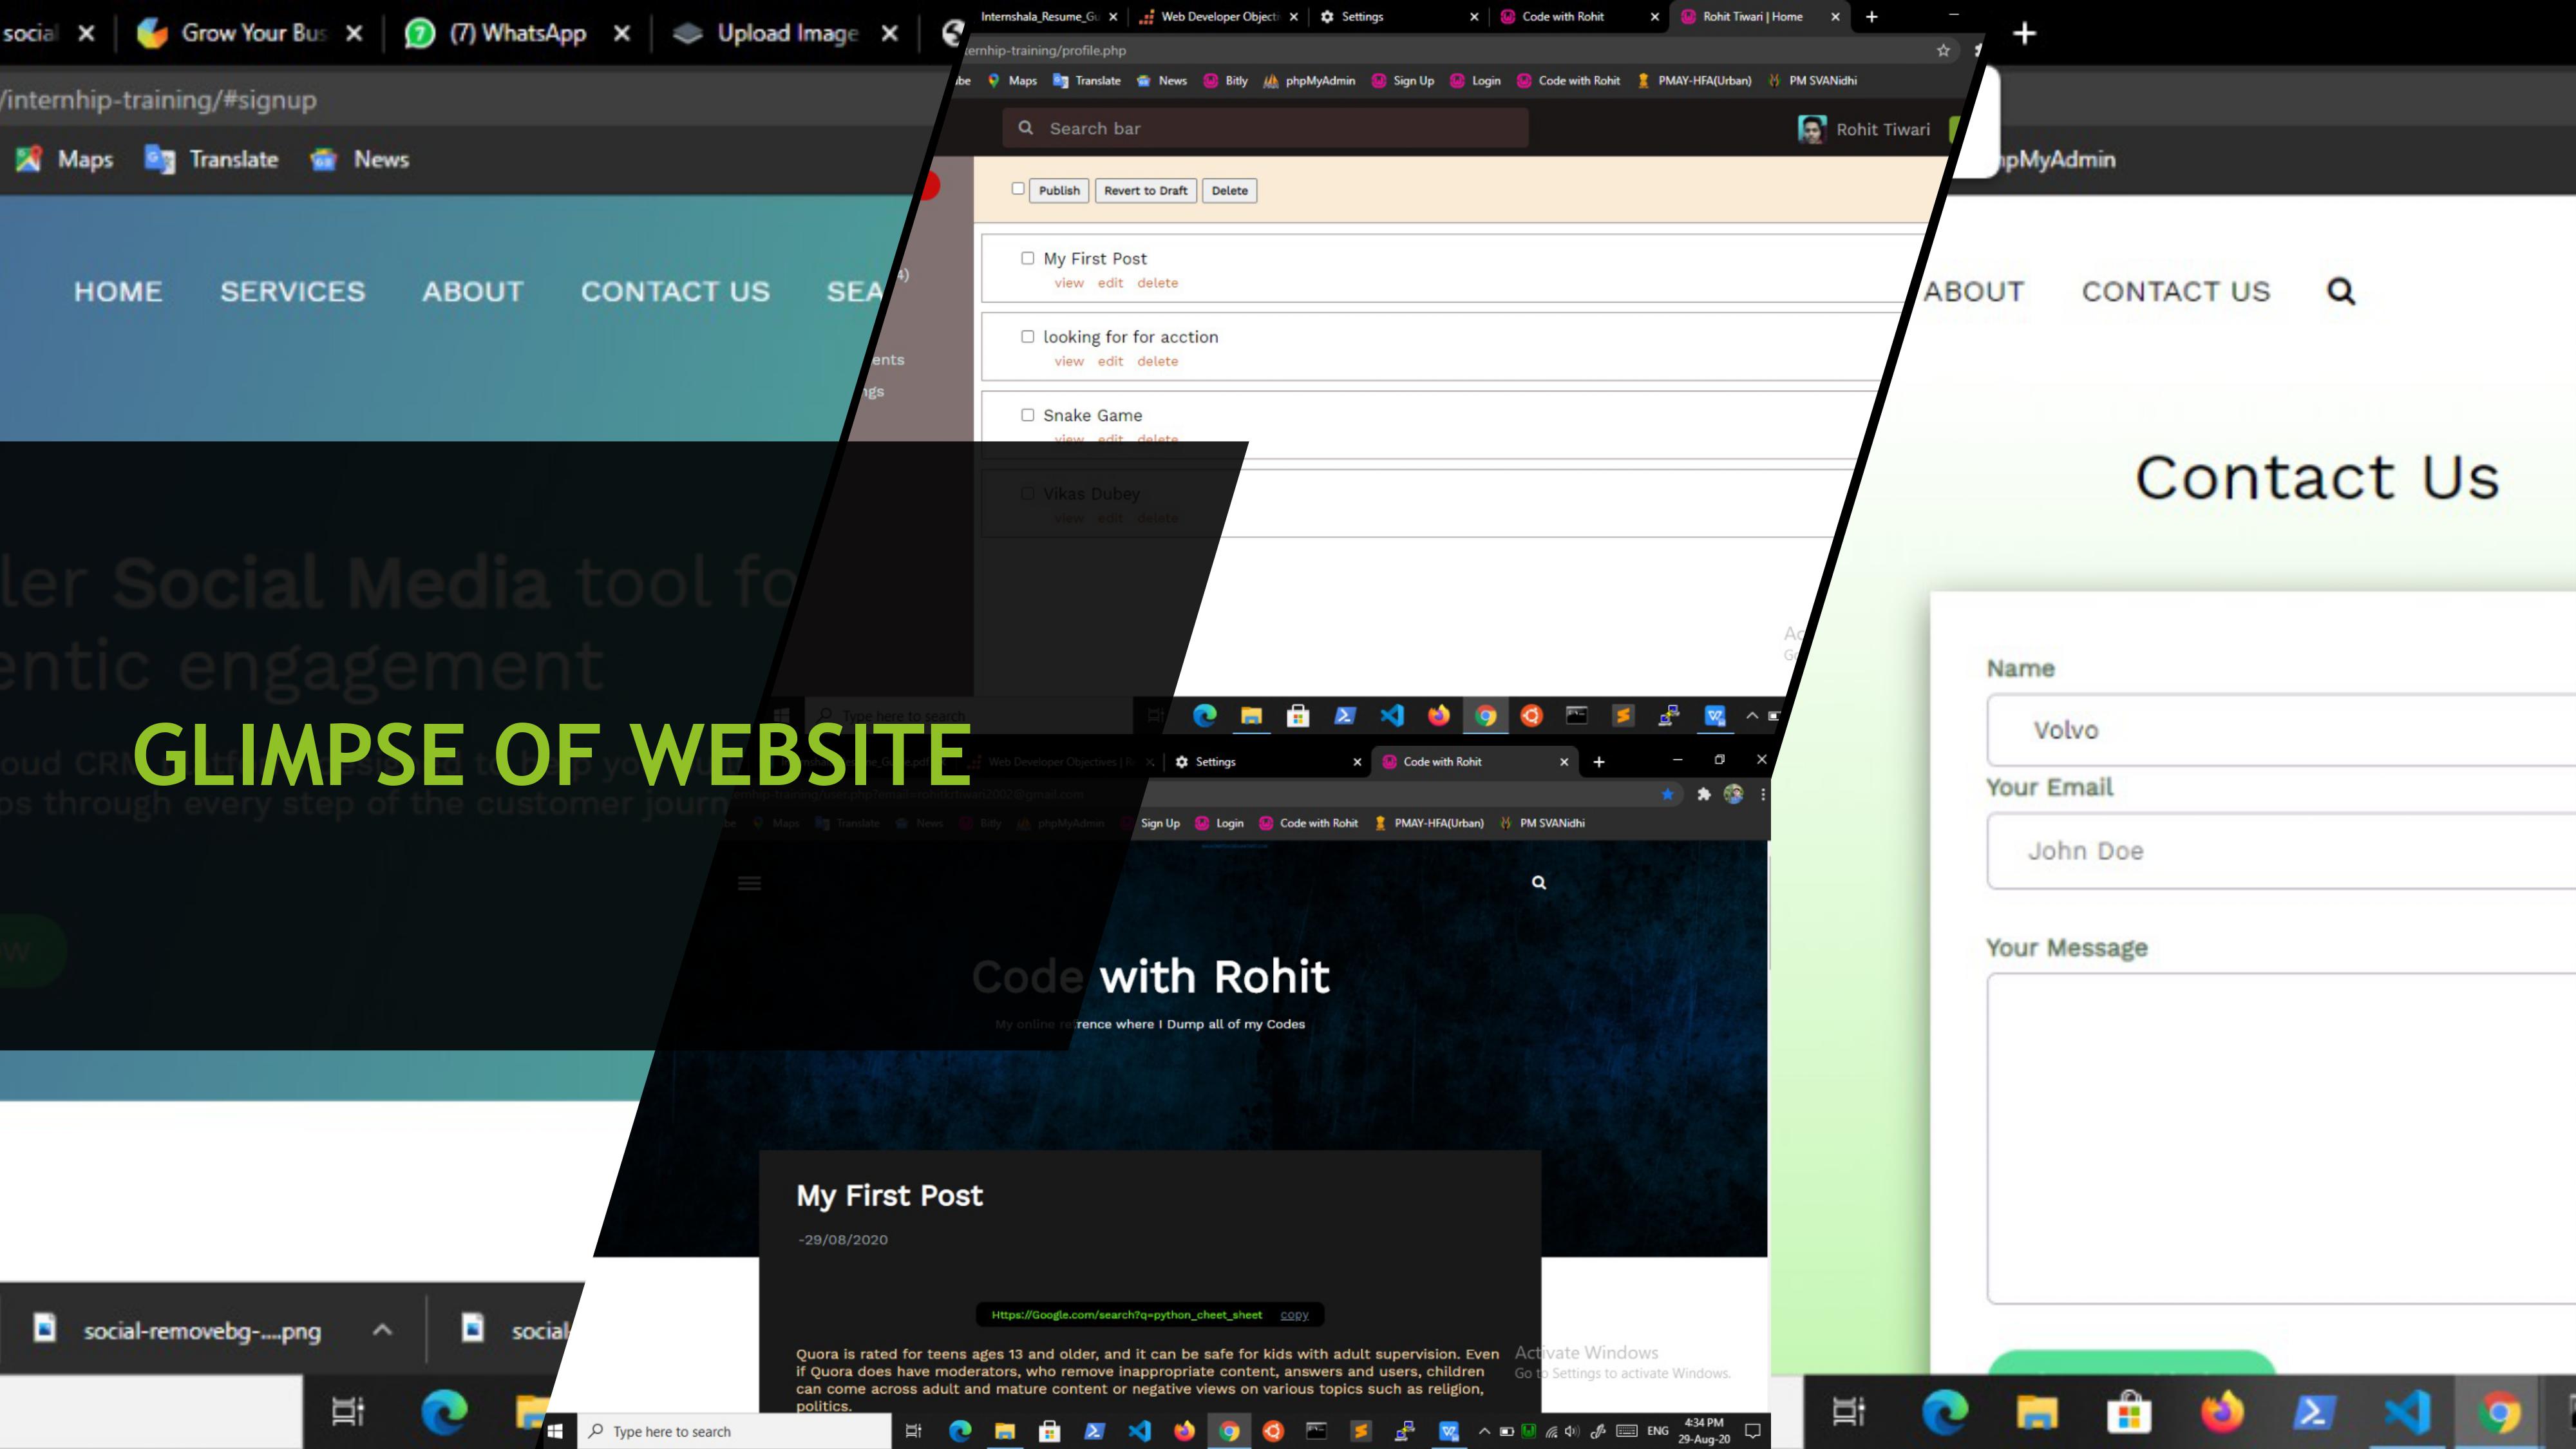 social
Grow Your Bus
(7) WhatsApp
Upload Image
/internhip-training/#signup
Maps Translate News
HOME SERVICES ABOUT CONTACT US SEA
ler Social Media tool fo
entic engagement
GLIMPSE OF WEBSITE
ps through every step of the customer journ
social-removebg-....png
social
Internshala_Resume_Gu Web Developer Objecti Settings Code with Rohit Rohit Tiwari | Home
ernhip-training/profile.php
be Maps Translate News Bitly phpMyAdmin Sign Up Login Code with Rohit PMAY-HFA(Urban) PM SVANidhi
Search bar
Rohit Tiwari
4)
ents
ngs
Publish Revert to Draft Delete
My First Post
view edit delete
looking for for acction
view edit delete
Snake Game
view edit delete
Vikas Dubey
view edit delete
Type here to search
Web Developer Objectives Settings Code with Rohit
be Maps Translate News Bitly phpMyAdmin Sign Up Login Code with Rohit PMAY-HFA(Urban) PM SVANidhi
Code with Rohit
My online refrence where I Dump all of my Codes
My First Post
-29/08/2020
Https://Google.com/search?q=python_cheet_sheet copy
Quora is rated for teens ages 13 and older, and it can be safe for kids with adult supervision. Even
if Quora does have moderators, who remove inappropriate content, answers and users, children
can come across adult and mature content or negative views on various topics such as religion,
politics.
Activate Windows
Go to Settings to activate Windows.
Type here to search
ENG
4:34 PM
29-Aug-20
hpMyAdmin
ABOUT CONTACT US
Contact Us
Name
Volvo
Your Email
John Doe
Your Message